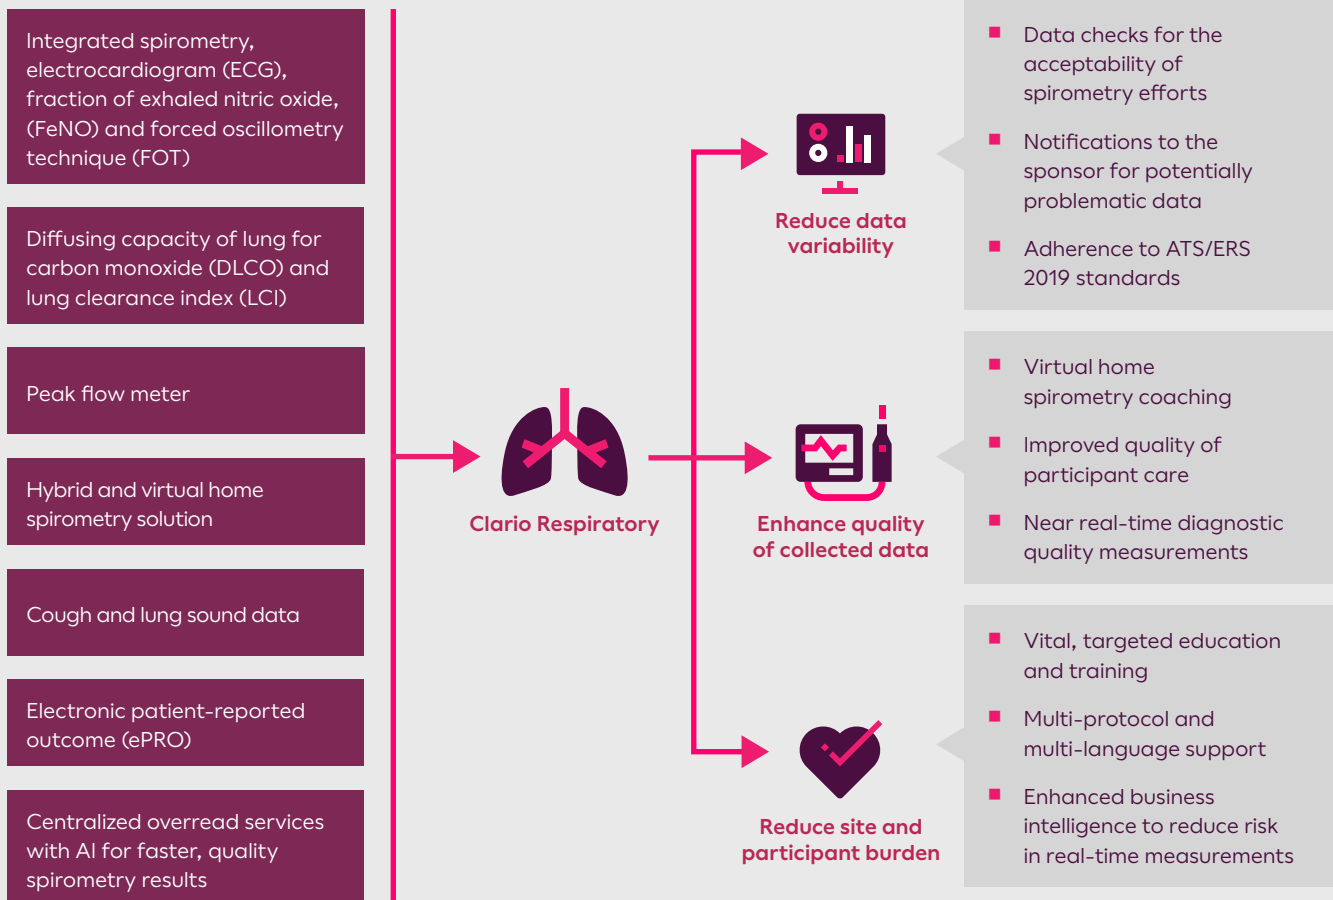 Integrated spirometry,
electrocardiogram (ECG),
fraction of exhaled nitric oxide,
(FeNO) and forced oscillometry
technique (FOT)
Diffusing capacity of lung for
carbon monoxide (DLCO) and
lung clearance index (LCI)
Peak flow meter
Hybrid and virtual home
spirometry solution
Cough and lung sound data
Electronic patient-reported
outcome (ePRO)
Centralized overread services
with AI for faster, quality
spirometry results
Clario Respiratory
Reduce data
variability
Enhance quality
of collected data
Reduce site and
participant burden
Data checks for the
acceptability of
spirometry efforts
Notifications to the
sponsor for potentially
problematic data
Adherence to ATS/ERS
2019 standards
Virtual home
spirometry coaching
Improved quality of
participant care
Near real-time diagnostic
quality measurements
Vital, targeted education
and training
Multi-protocol and
multi-language support
Enhanced business
intelligence to reduce risk
in real-time measurements